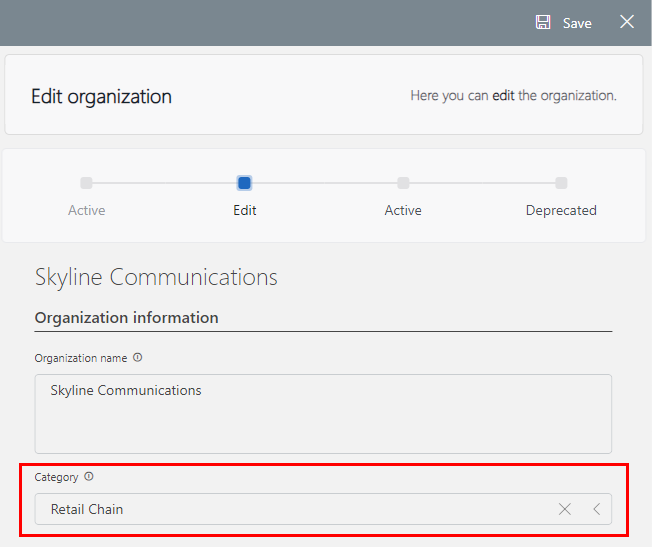 Save
Edit organization
Here you can edit the organization.
Active Edit Active Deprecated
Skyline Communications
Organization information
Organization name
Skyline Communications
Category
Retail Chain